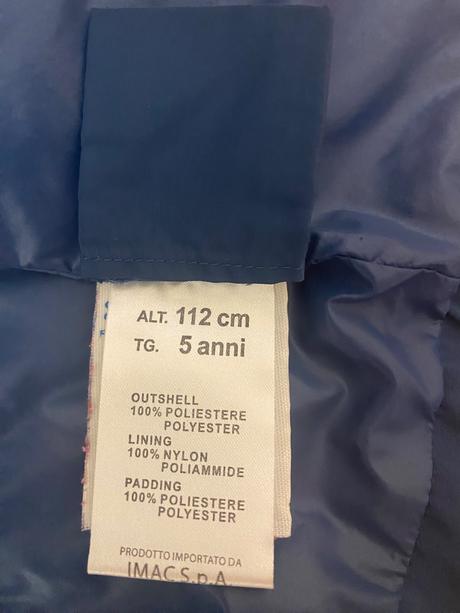 ALT. 112 cm
TG. 5 anni
OUTSHELL
100% POLIESTERE
POLYESTER
LINING
100% NYLON
POLIAMMIDE
PADDING
100% POLIESTERE
POLYESTER
PRODOTTO IMPORTATO DA
IMAC S.p.A